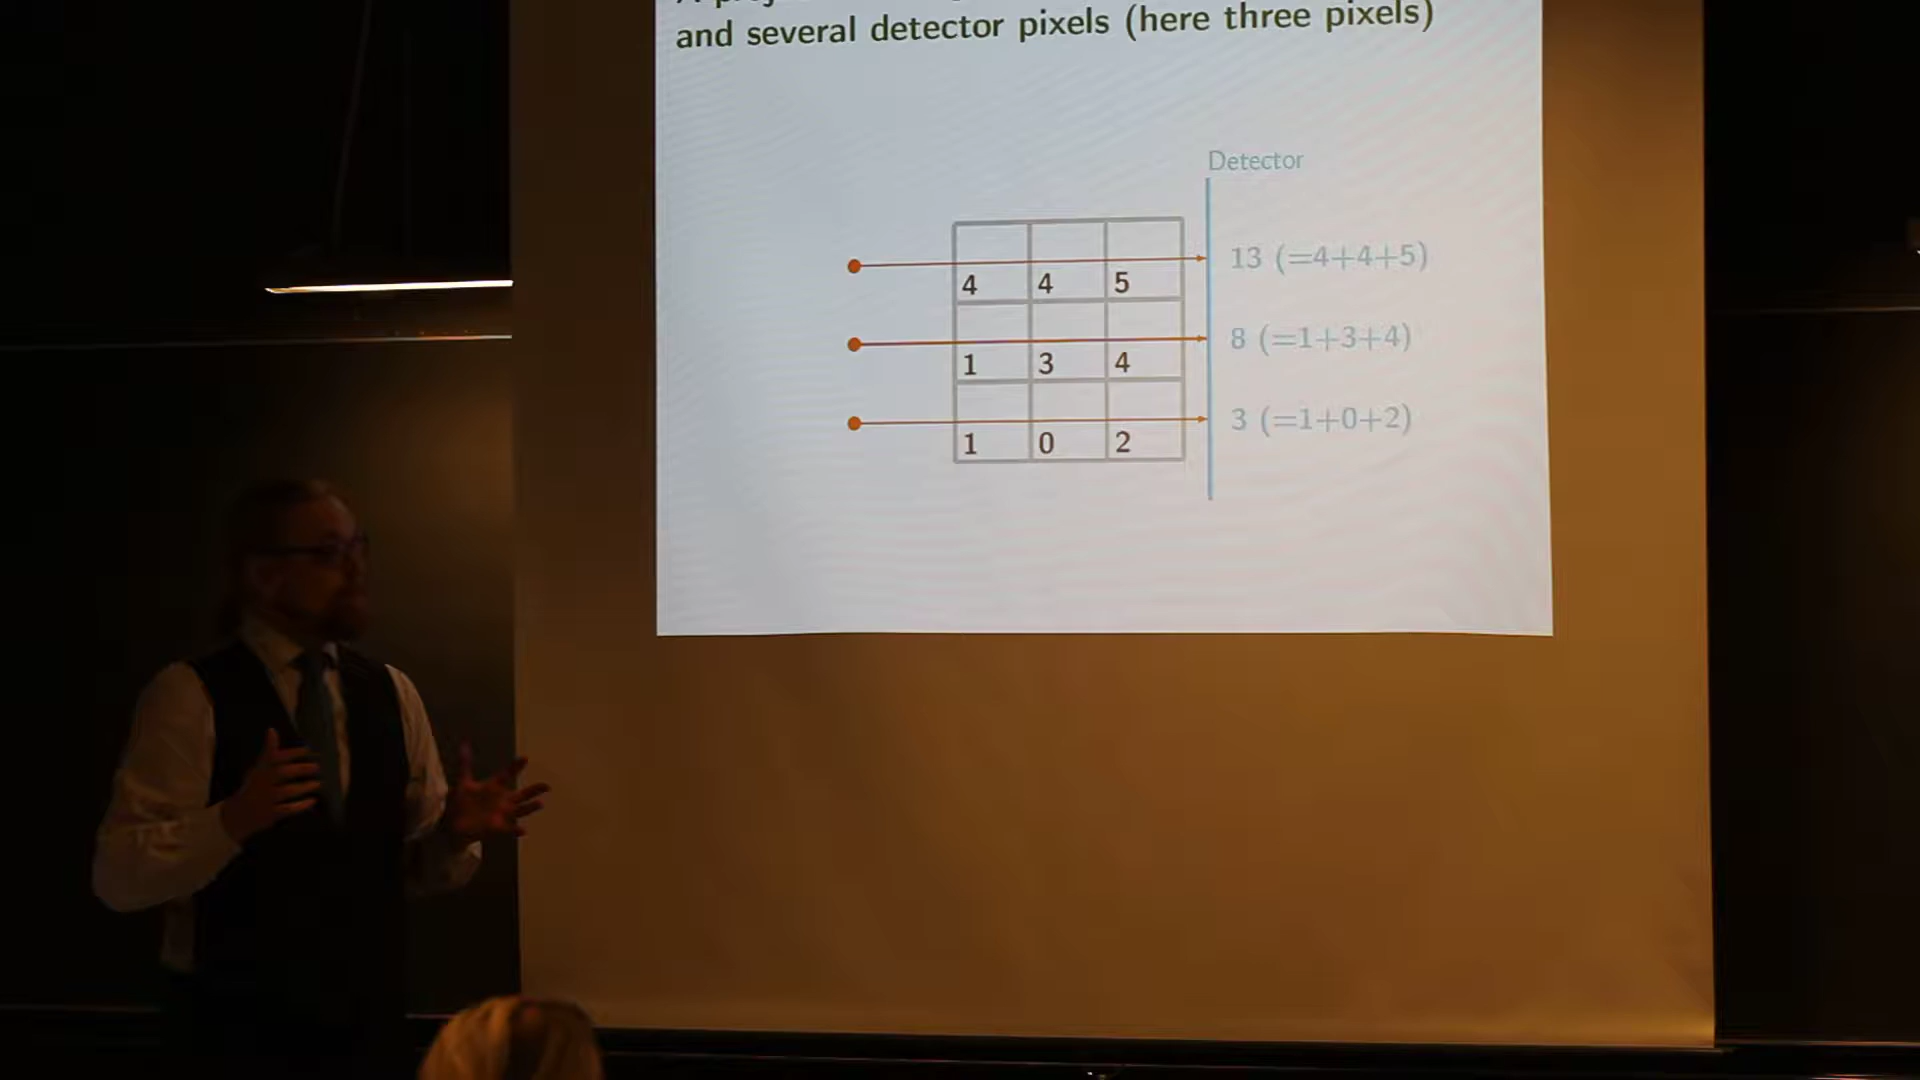 and several detector pixels (here three pixels)
Detector
13 (=4+4+5)
4 4 5
8 (=1+3+4)
1 3 4
3 (=1+0+2)
1 0 2